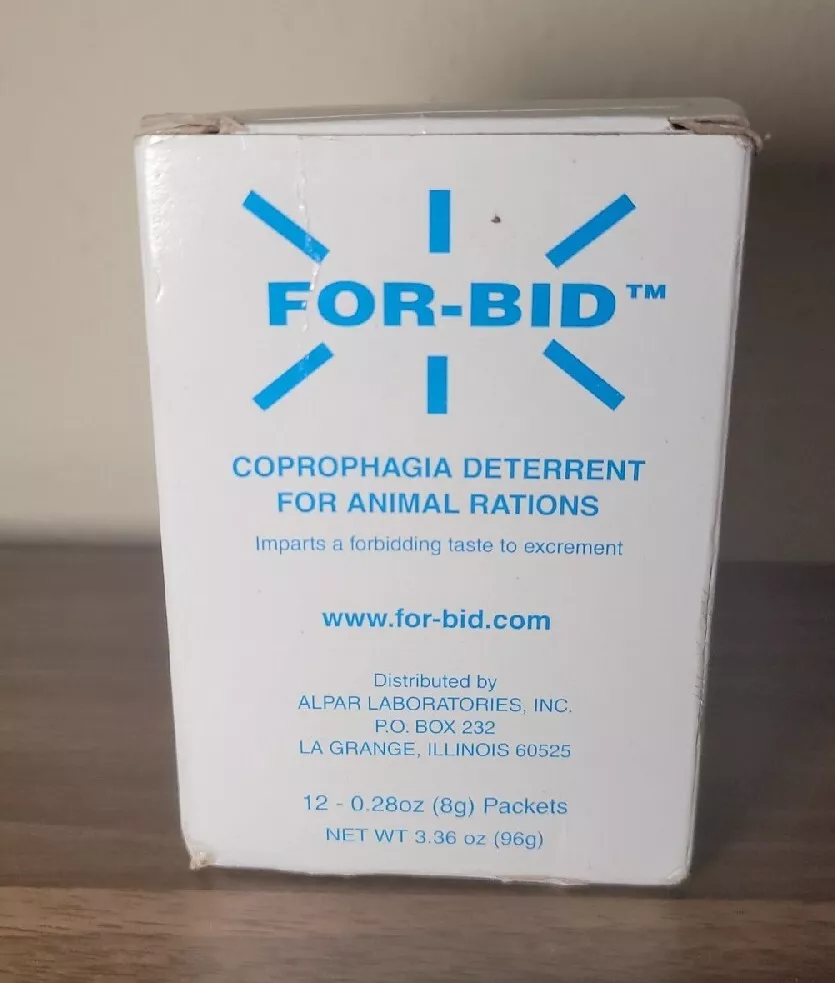 FOR-BID™
COPROPHAGIA DETERRENT
FOR ANIMAL RATIONS
Imparts a forbidding taste to excrement
www.for-bid.com
Distributed by
ALPAR LABORATORIES, INC.
P.O. BOX 232
LA GRANGE, ILLINOIS 60525
12 - 0.28oz (8g) Packets
NET WT 3.36 oz (96g)